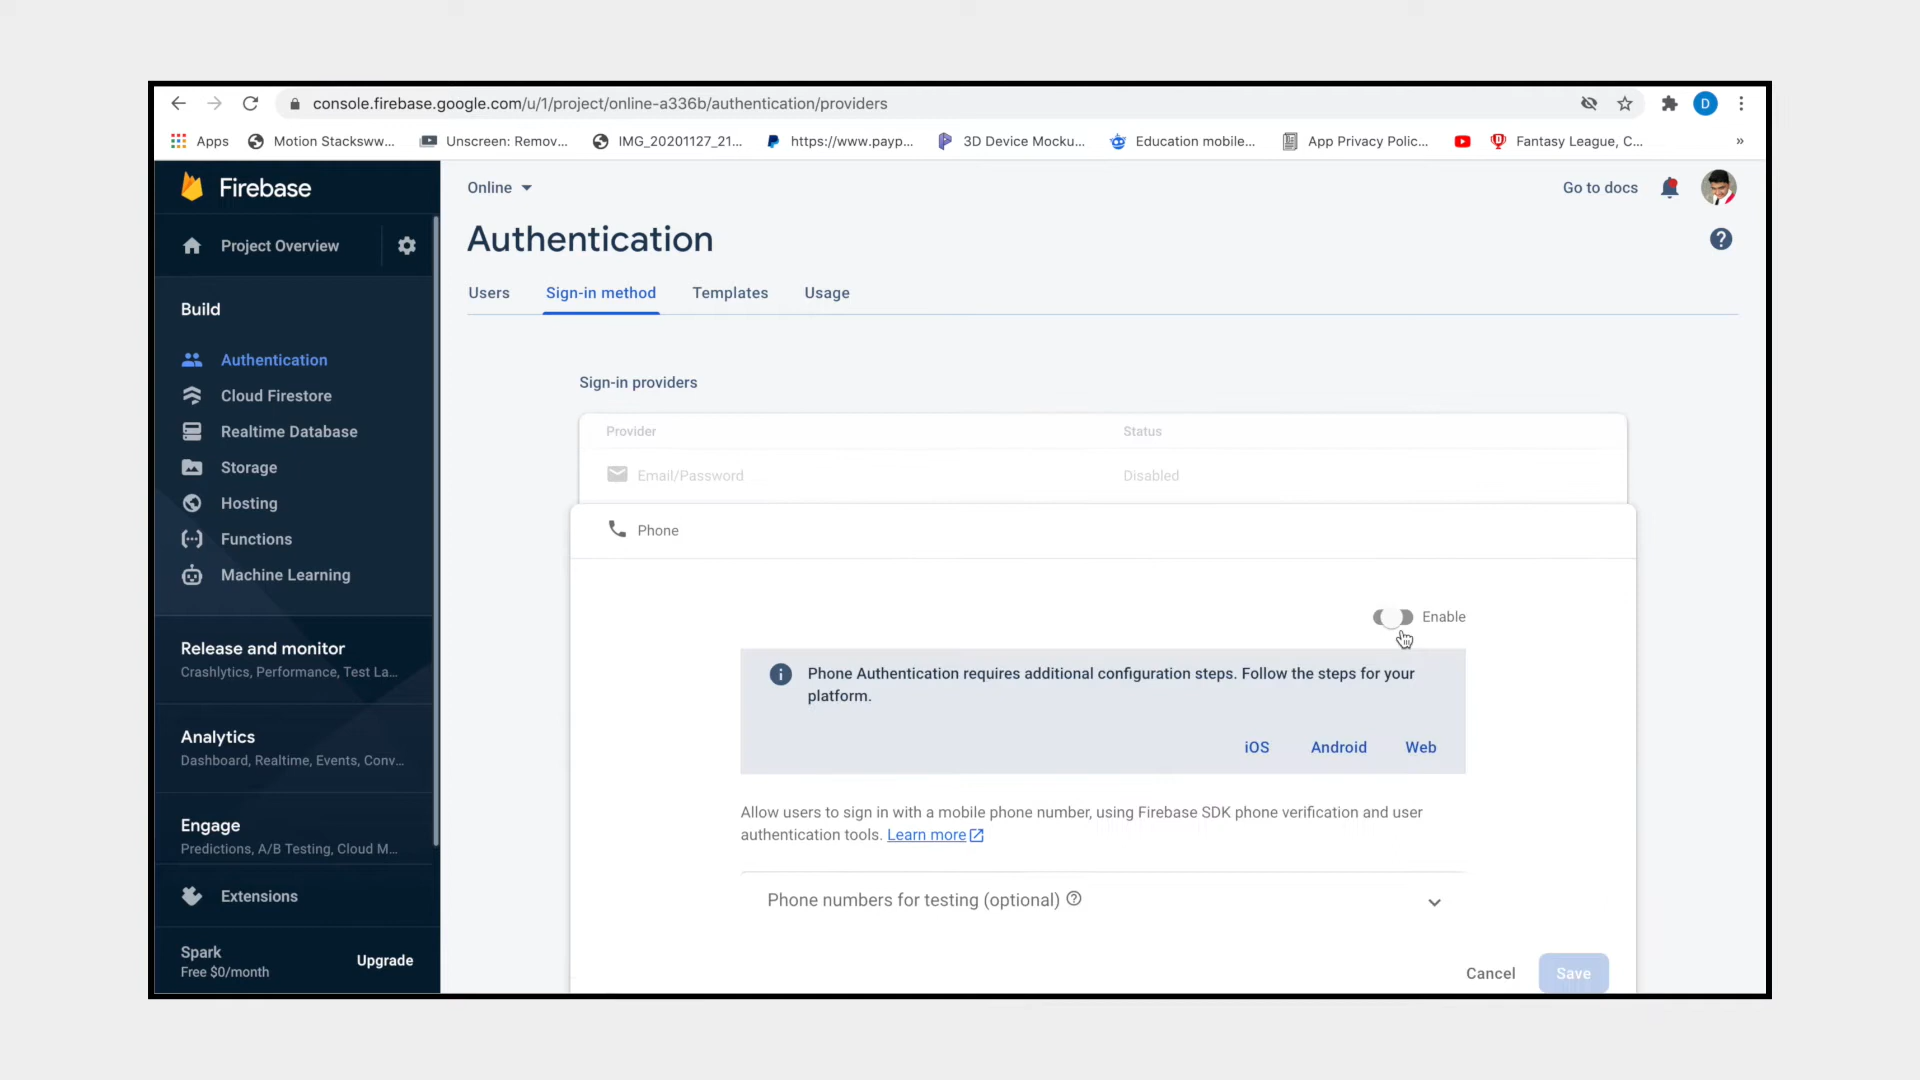 console.firebase.google.com/u/1/project/online-a336b/authentication/providers
D
Apps
Motion Stacksww...
Unscreen: Remov...
IMG_20201127_21...
https://www.payp...
3D Device Mocku...
Education mobile...
App Privacy Polic...
Fantasy League, C...
»
Firebase
Online
Go to docs
Project Overview
Authentication
Users
Sign-in method
Templates
Usage
Build
Authentication
Cloud Firestore
Realtime Database
Storage
Hosting
Functions
Machine Learning
Release and monitor
Crashlytics, Performance, Test La...
Analytics
Dashboard, Realtime, Events, Conv...
Engage
Predictions, A/B Testing, Cloud M...
Extensions
Spark
Free $0/month
Upgrade
Sign-in providers
Provider
Status
Email/Password
Disabled
Phone
Enable
Phone Authentication requires additional configuration steps. Follow the steps for your
platform.
iOS
Android
Web
Allow users to sign in with a mobile phone number, using Firebase SDK phone verification and user
authentication tools. Learn more
Phone numbers for testing (optional)
Cancel
Save